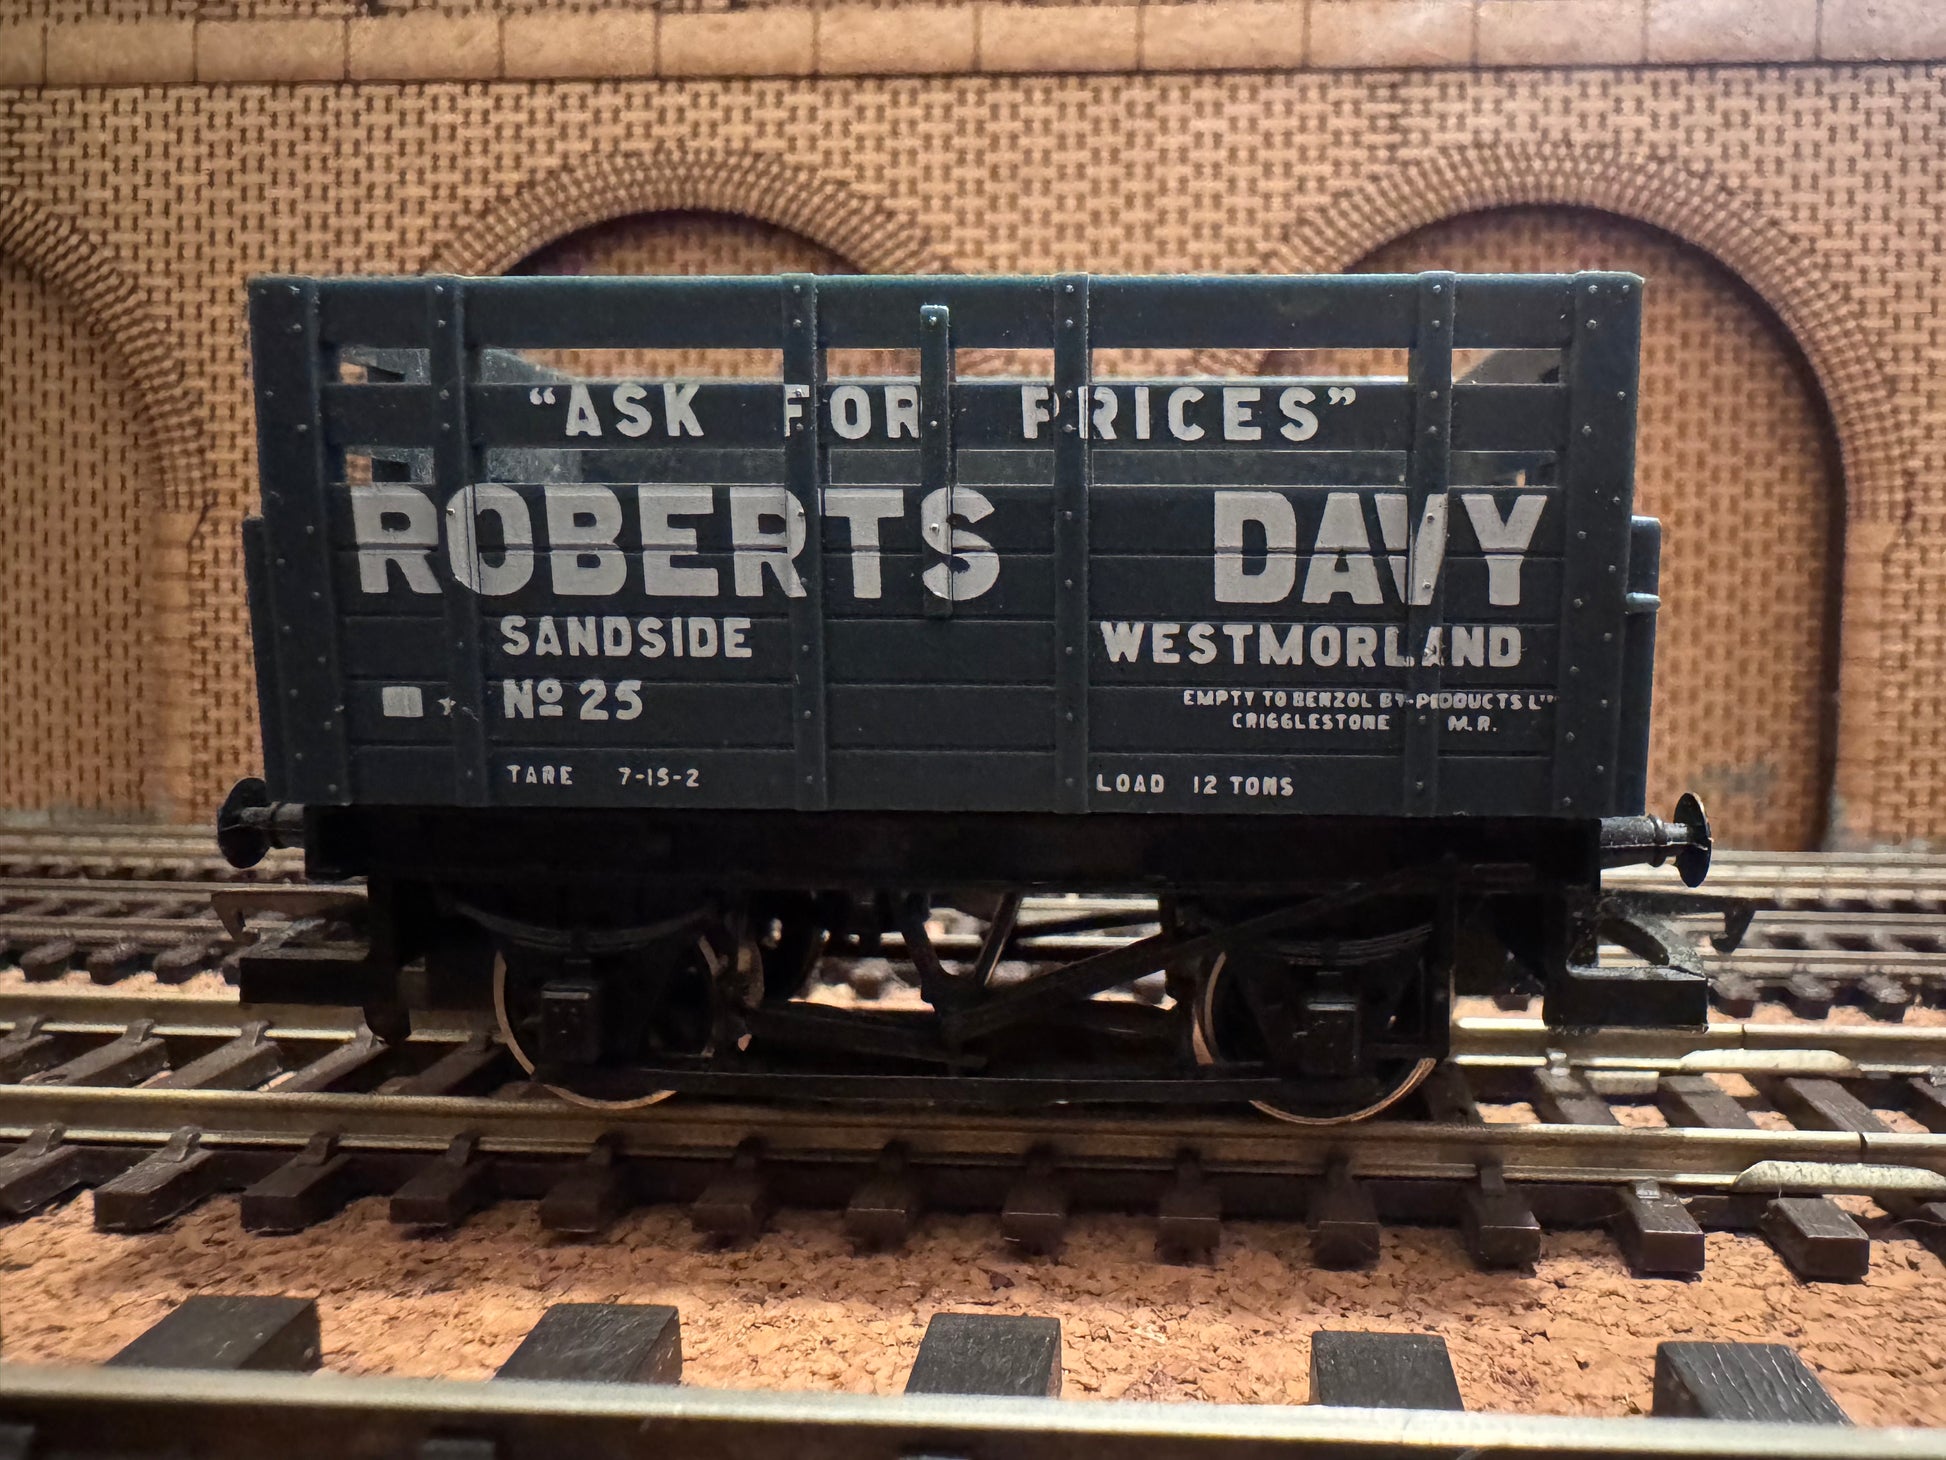 “ASK FOR PRICES”
ROBERTS DAVY
SANDSIDE WESTMORLAND
Nº 25
EMPTY TO BENZOL BY-PRODUCTS Lᵀᴰ
CRIGGLESTONE M.R.
TARE 7-15-2
LOAD 12 TONS